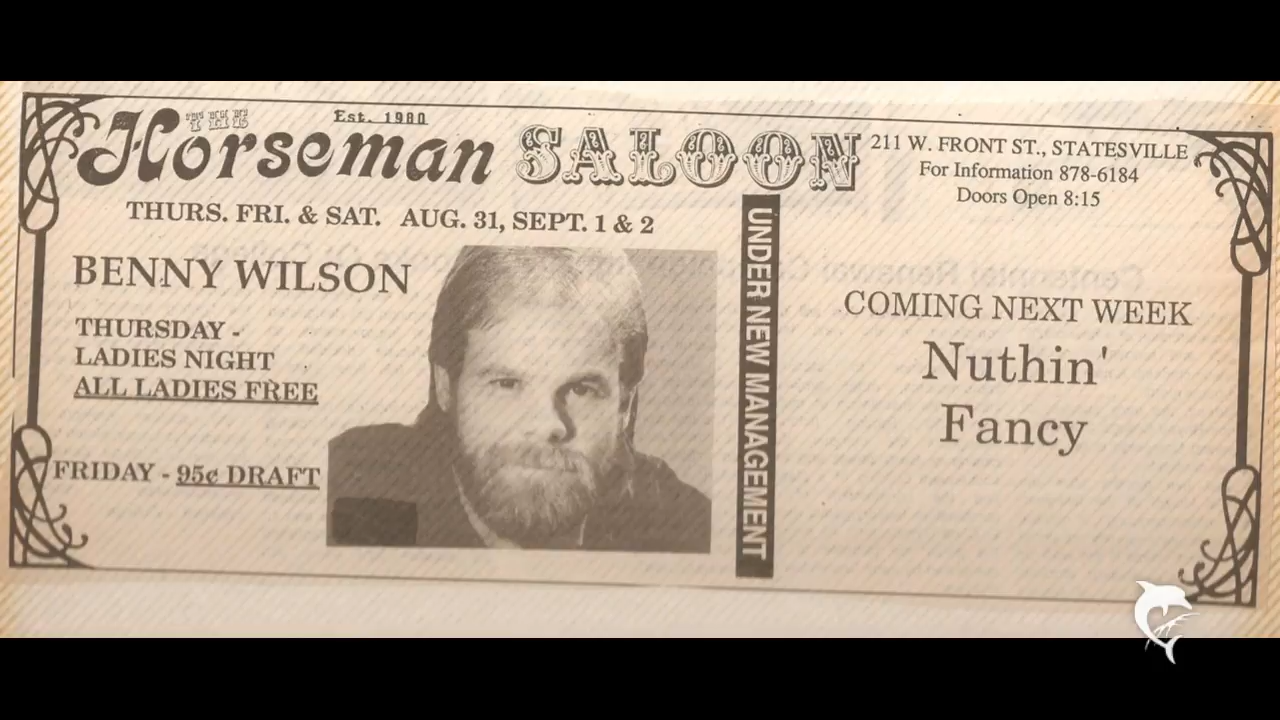 THE
Horseman SALOON
Est. 1980
211 W. FRONT ST., STATESVILLE
For Information 878-6184
Doors Open 8:15
THURS. FRI. & SAT. AUG. 31, SEPT. 1 & 2
BENNY WILSON
THURSDAY -
LADIES NIGHT
ALL LADIES FREE
FRIDAY - 95¢ DRAFT
UNDER NEW MANAGEMENT
COMING NEXT WEEK
Nuthin'
Fancy